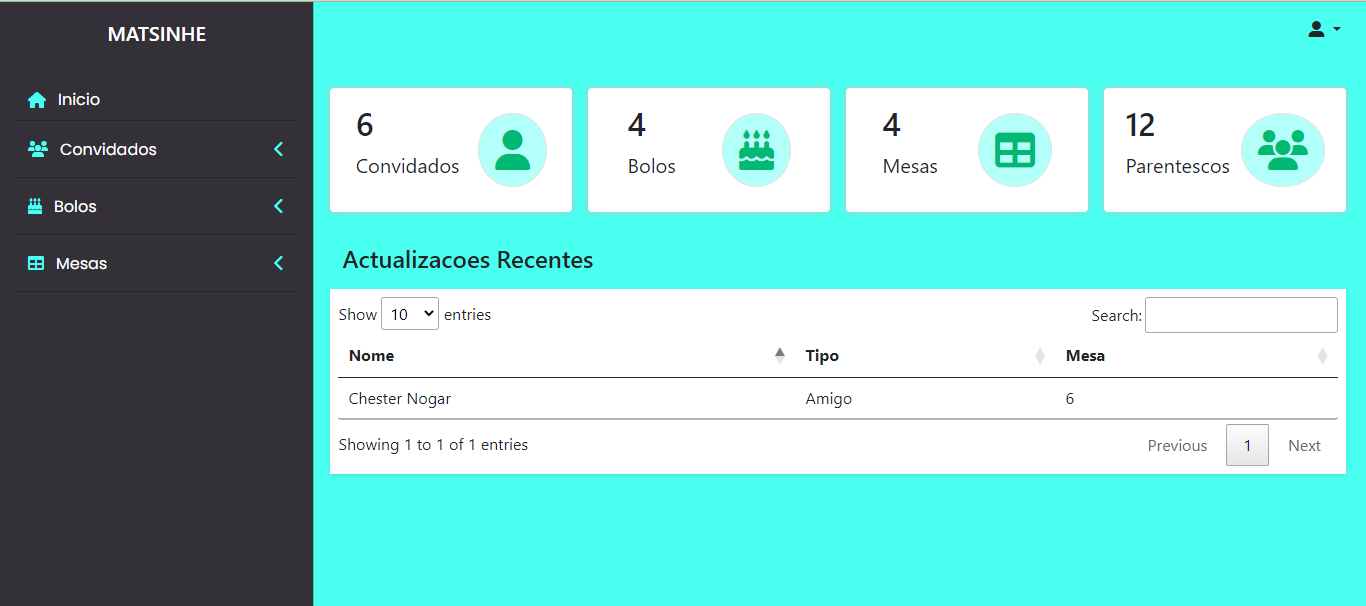 MATSINHE
Inicio
Convidados
Bolos
Mesas
6
Convidados
4
Bolos
4
Mesas
12
Parentescos
Actualizacoes Recentes
Show 10 entries
Search:
Nome Tipo Mesa
Chester Nogar Amigo 6
Showing 1 to 1 of 1 entries
Previous 1 Next